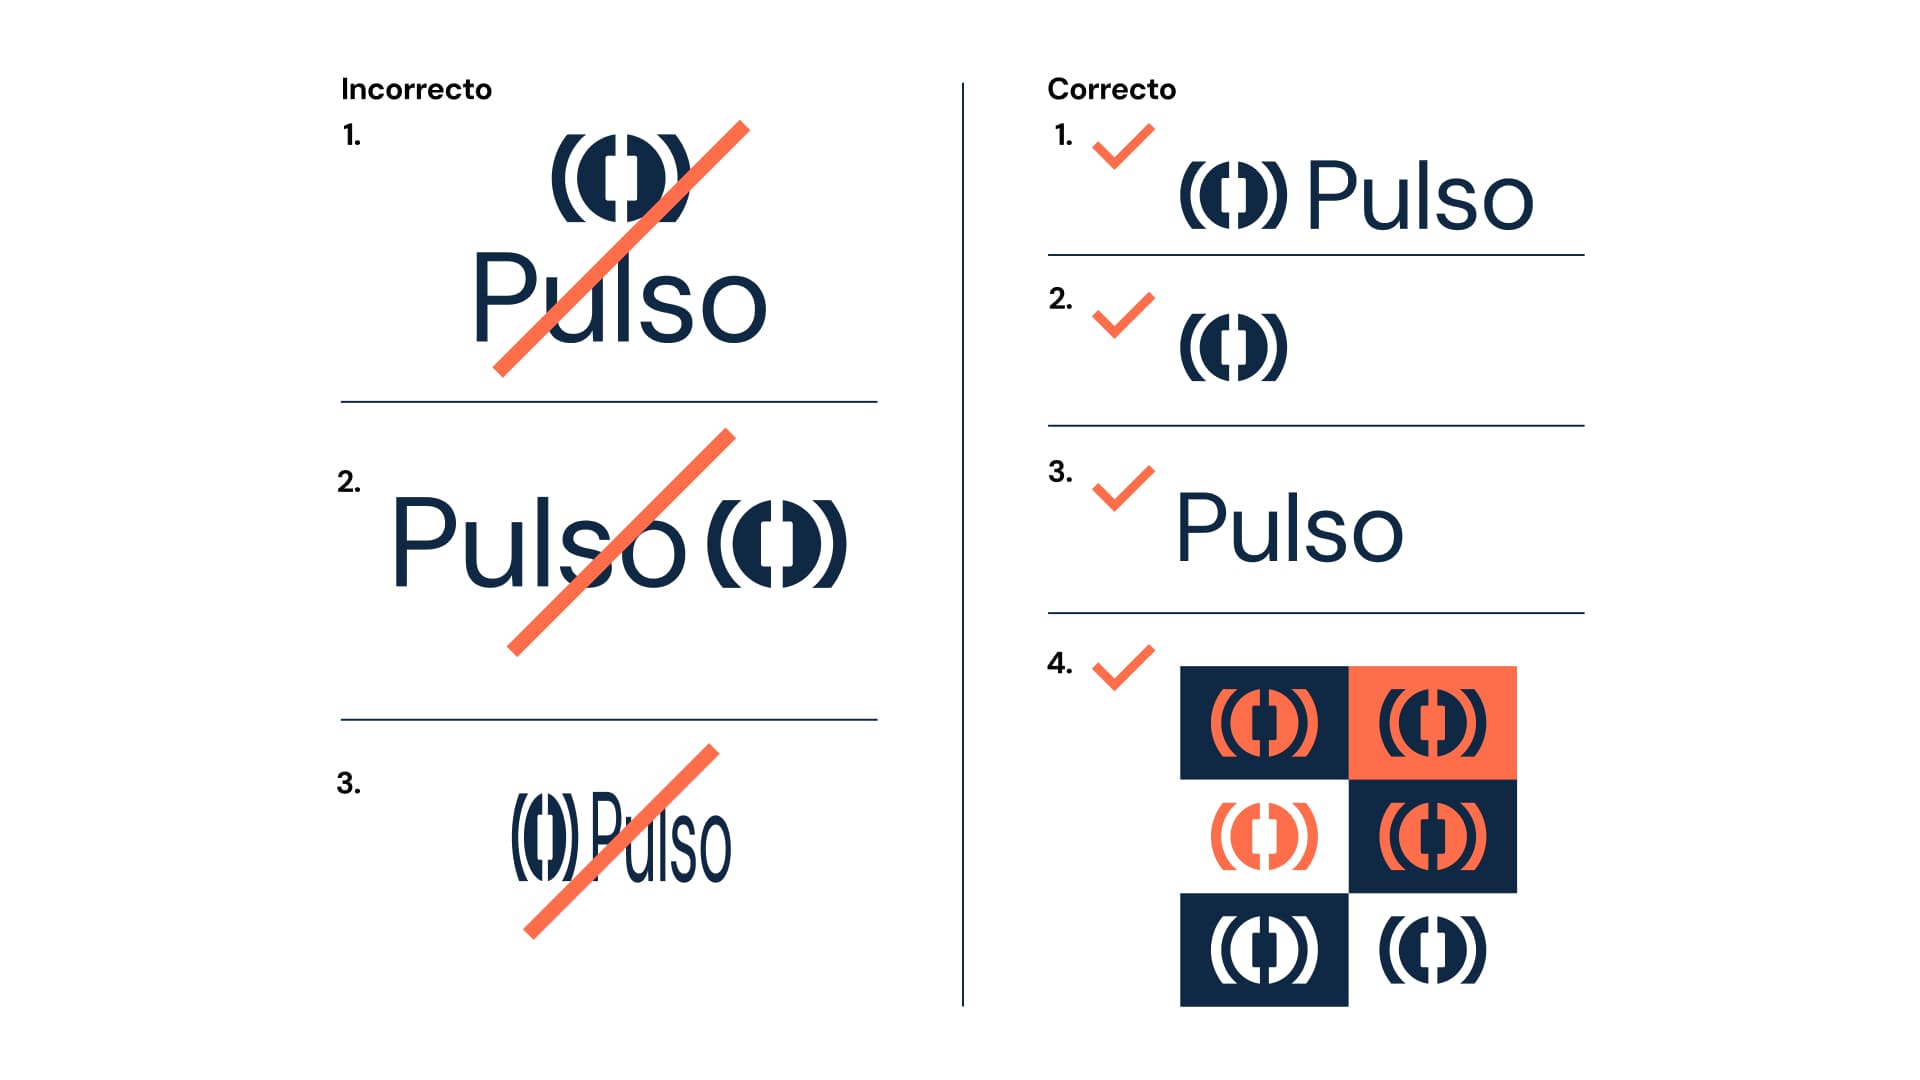 Incorrecto
1.
Pulso
2.
Pulso
3.
Pulso
Correcto
1.
Pulso
2.
3.
Pulso
4.